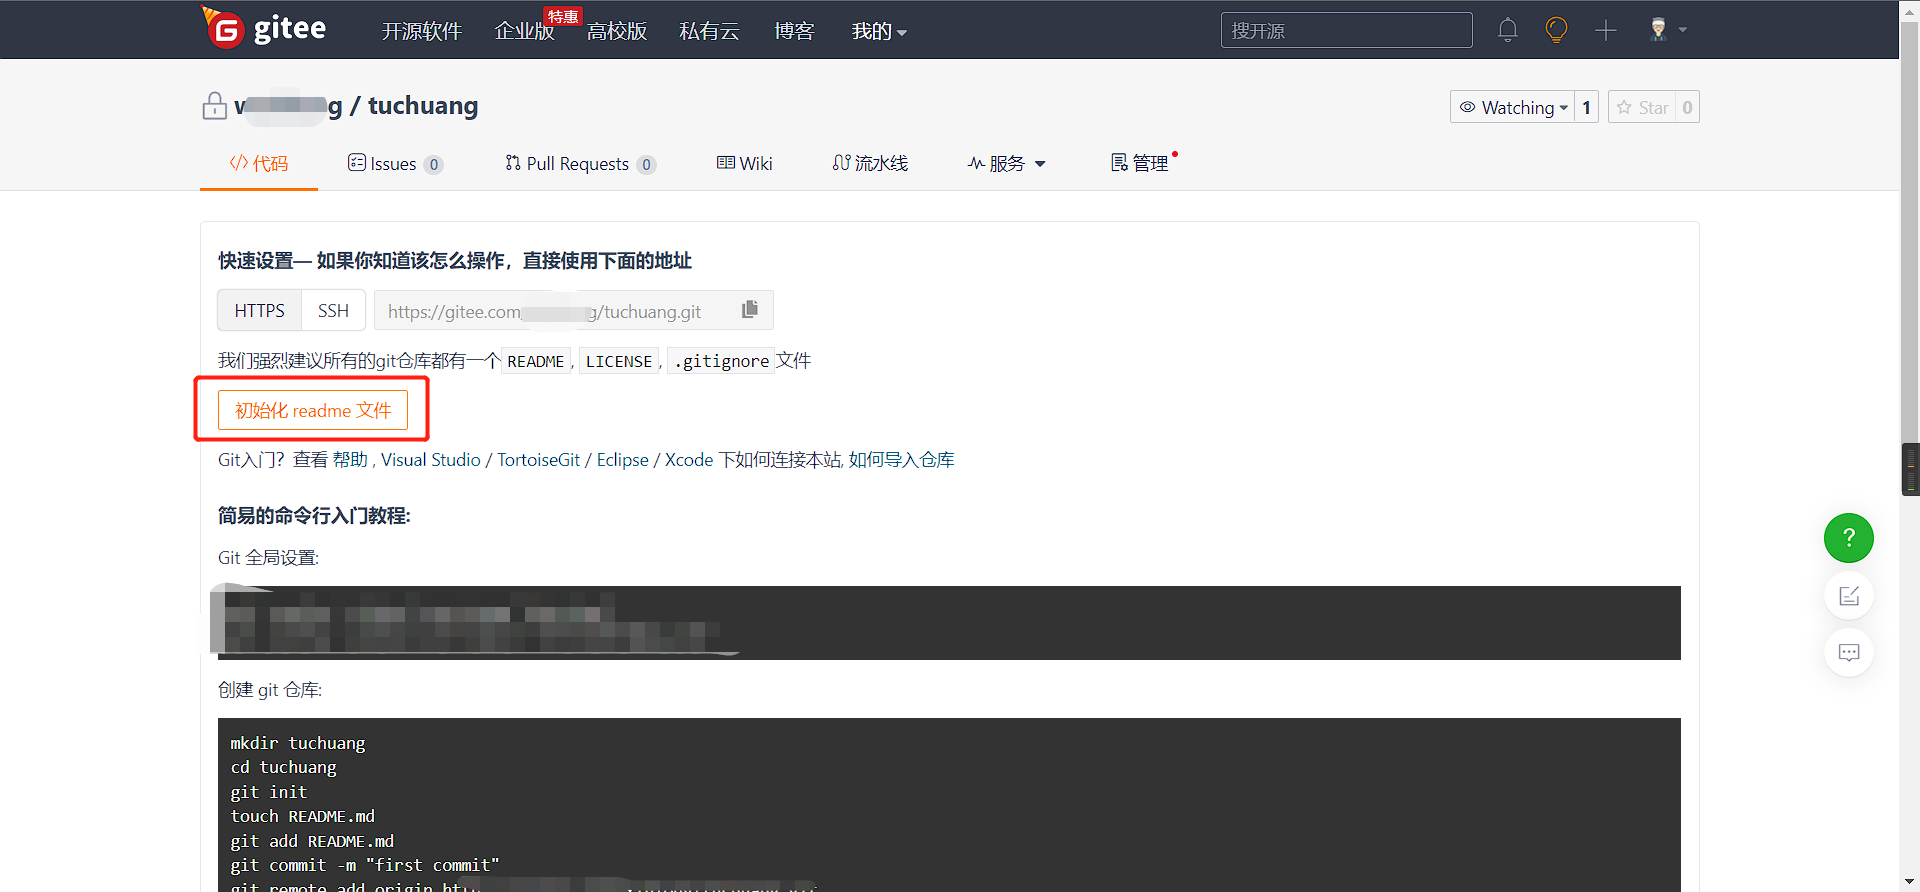 gitee 开源软件 企业版 特惠 高校版 私有云 博客 我的 搜开源
g / tuchuang Watching 1 Star 0
代码 Issues 0 Pull Requests 0 Wiki 流水线 服务 管理
快速设置— 如果你知道该怎么操作，直接使用下面的地址
HTTPS SSH https://gitee.com g/tuchuang.git
我们强烈建议所有的git仓库都有一个 README, LICENSE, .gitignore 文件
初始化 readme 文件
Git入门？查看 帮助 , Visual Studio / TortoiseGit / Eclipse / Xcode 下如何连接本站, 如何导入仓库
简易的命令行入门教程:
Git 全局设置:
创建 git 仓库:
mkdir tuchuang
cd tuchuang
git init
touch README.md
git add README.md
git commit -m "first commit"
git remote add origin